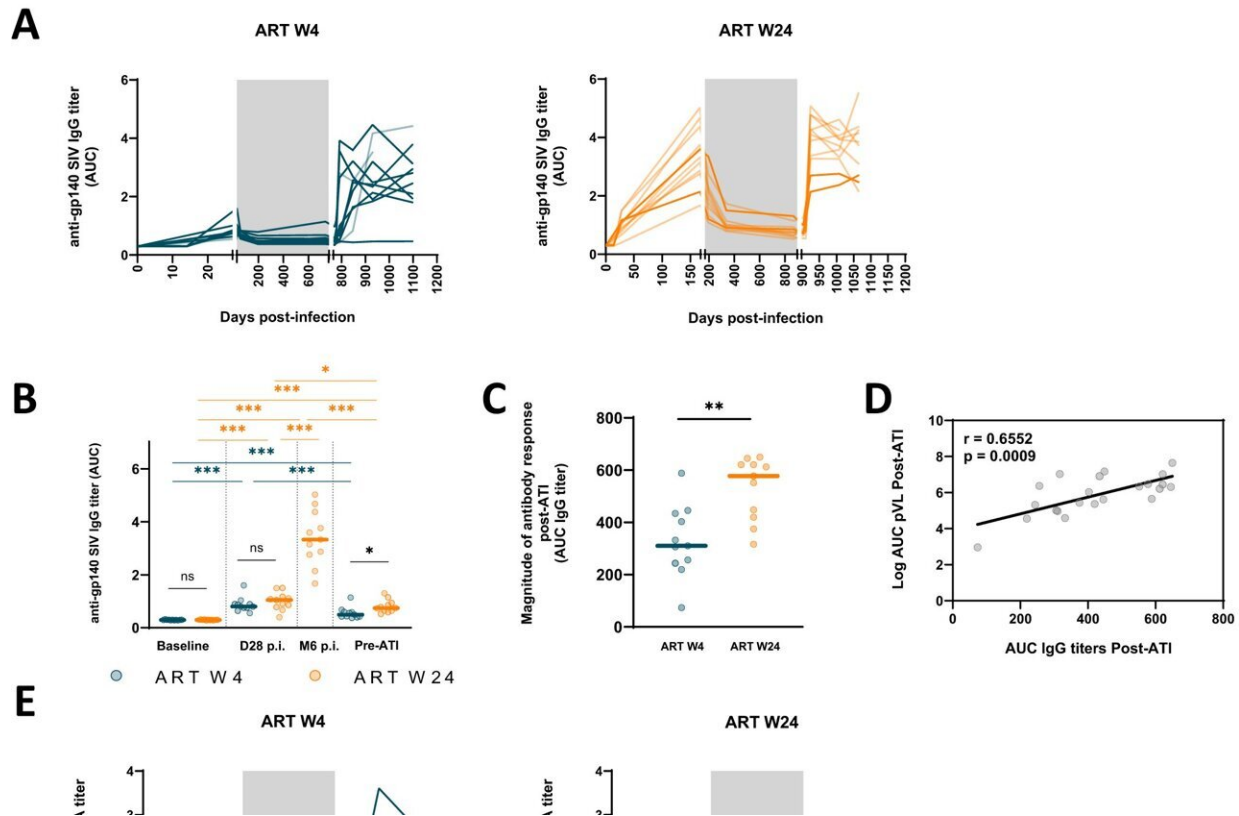 A
ART W4
ART W24
anti-gp140 SIV IgG titer
(AUC)
6
4
2
0
0 10 20 200 400 600 800 1000 1200
Days post-infection
anti-gp140 SIV IgG titer
(AUC)
6
4
2
0
0 50 100 150 200 400 600 800 900 950 1000 1050 1100 1150 1200
Days post-infection
B
*
***
*** ***
*** ***
***
*** ***
ns
ns
*
anti-gp140 SIV IgG titer (AUC)
6
4
2
0
Baseline D28 p.i. M6 p.i. Pre-ATI
ART W4 ART W24
C
**
Magnitude of antibody response
post-ATI
(AUC IgG titer)
800
600
400
200
0
ART W4 ART W24
D
r = 0.6552
p = 0.0009
Log AUC pVL Post-ATI
10
8
6
4
2
0
0 200 400 600 800
AUC IgG titers Post-ATI
E
ART W4
ART W24
4
4